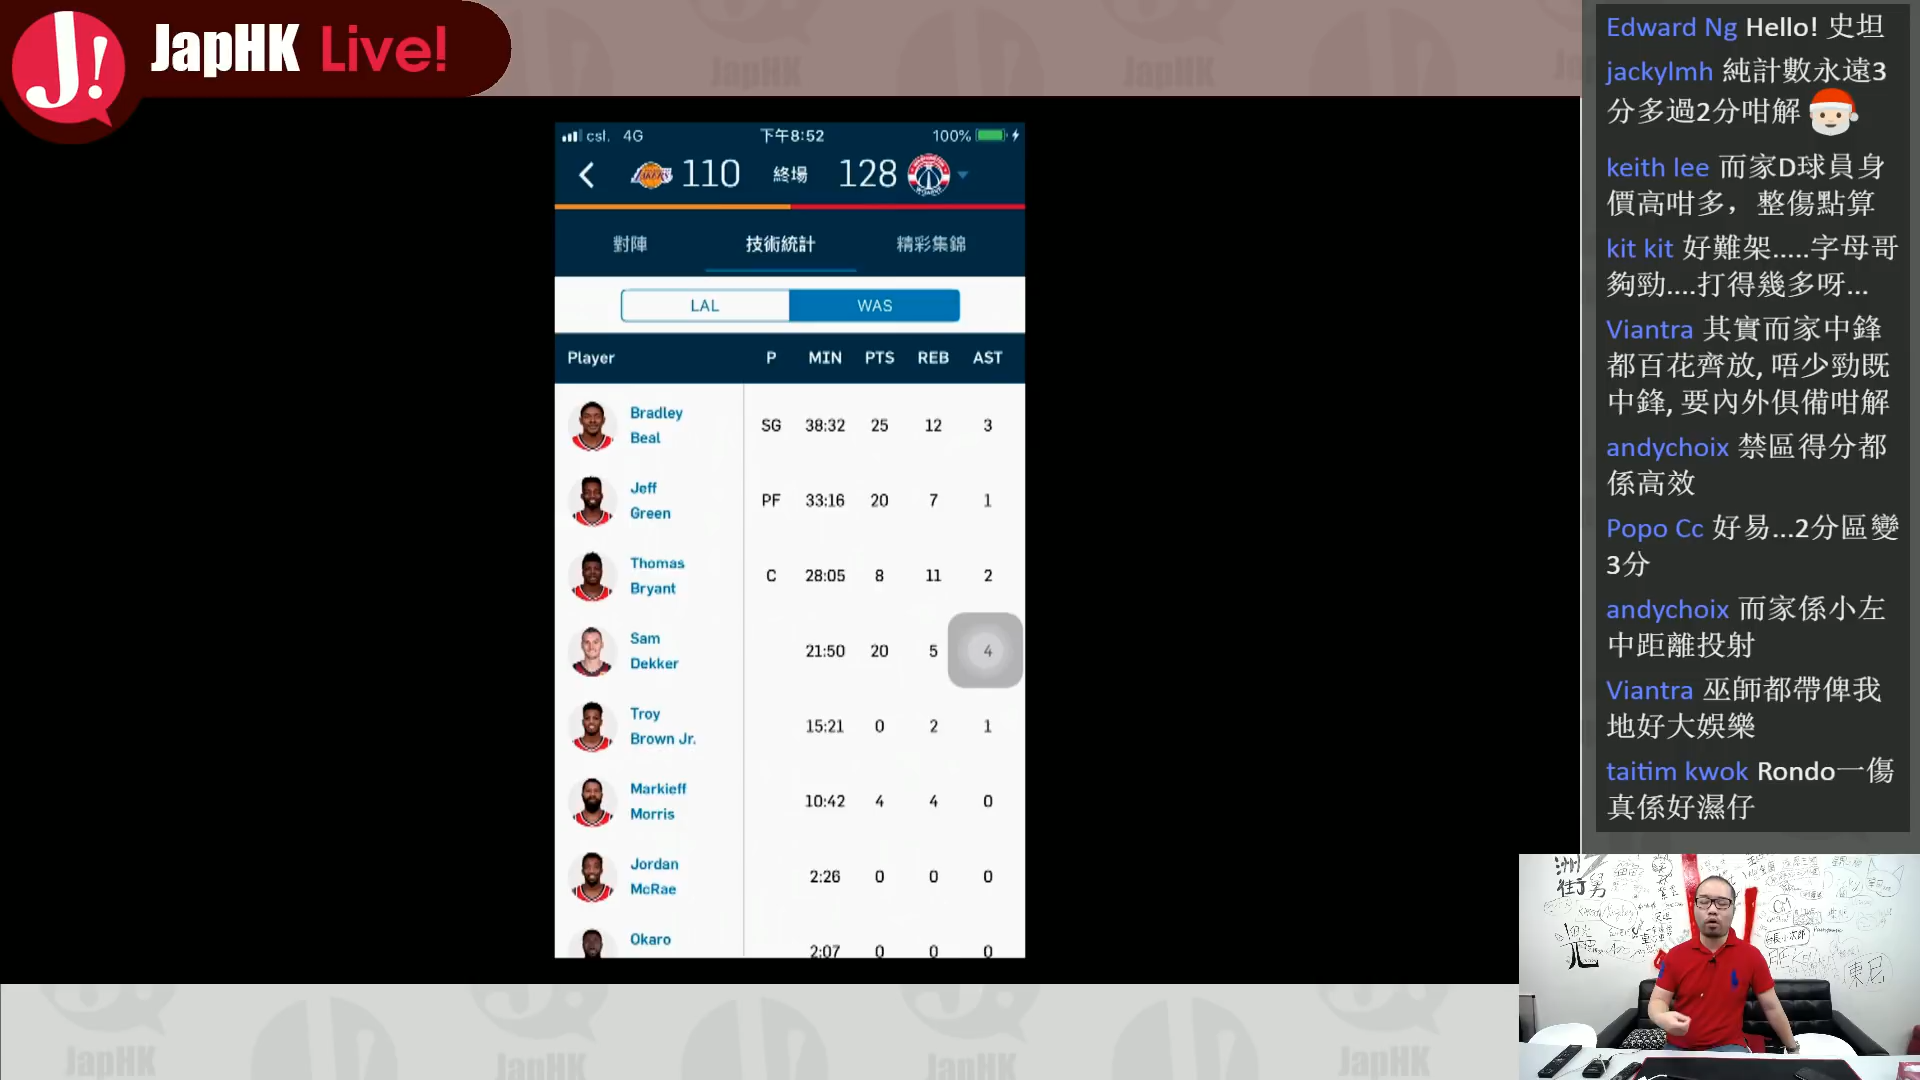 JapHK Live!
csl. 4G 下午8:52 100%
LAKERS 110 終場 128
對陣 技術統計 精彩集錦
LAL WAS
Player P MIN PTS REB AST
Bradley Beal SG 38:32 25 12 3
Jeff Green PF 33:16 20 7 1
Thomas Bryant C 28:05 8 11 2
Sam Dekker 21:50 20 5 4
Troy Brown Jr. 15:21 0 2 1
Markieff Morris 10:42 4 4 0
Jordan McRae 2:26 0 0 0
Okaro 2:07 0 0 0
Edward Ng Hello! 史坦
jackylmh 純計數永遠3
分多過2分咁解
keith lee 而家D球員身
價高咁多，整傷點算
kit kit 好難架.....字母哥
夠勁....打得幾多呀...
Viantra 其實而家中鋒
都百花齊放, 唔少勁既
中鋒, 要內外俱備咁解
andychoix 禁區得分都
係高效
Popo Cc 好易...2分區變
3分
andychoix 而家係小左
中距離投射
Viantra 巫師都帶俾我
地好大娛樂
taitim kwok Rondo一傷
真係好濕仔
JapHK
JapHK
JapHK
JapHK
JapHK